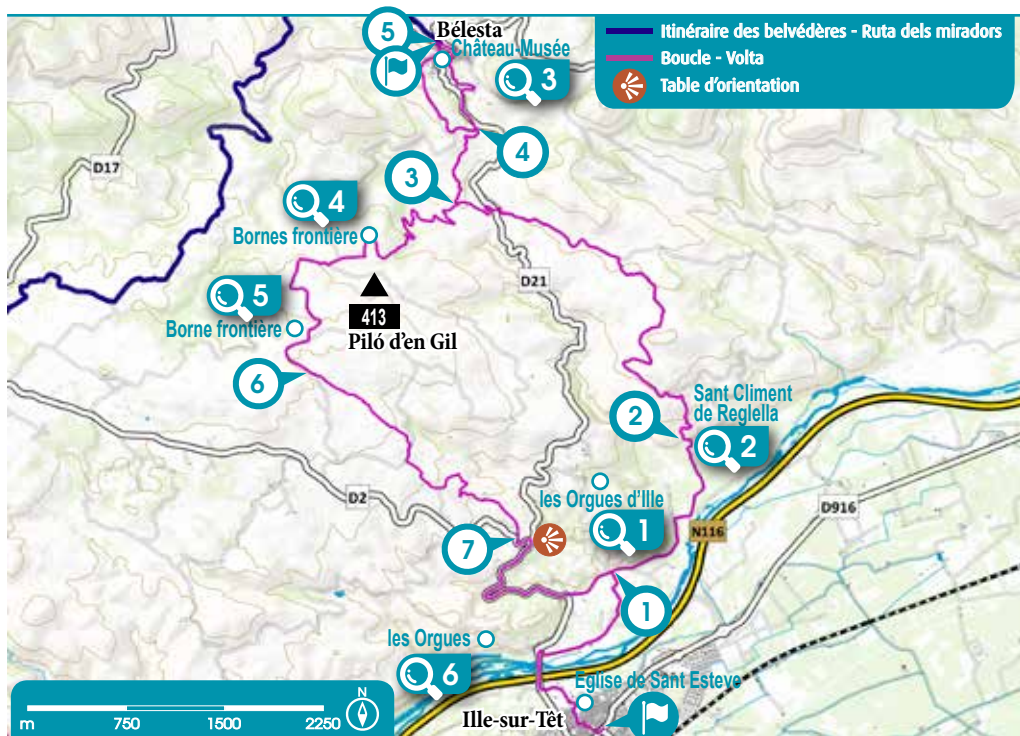 Bélesta
5
Château-Musée
3
Itinéraire des belvédères - Ruta dels miradors
Boucle - Volta
Table d'orientation
D17
4
3
4
Bornes frontière
D21
5
Borne frontière
413
Piló d'en Gil
6
2
Sant Climent
de Reglella
2
les Orgues d'Ille
1
D2
D916
N116
7
1
les Orgues
6
Eglise de Sant Esteve
Ille-sur-Têt
N
m 750 1500 2250